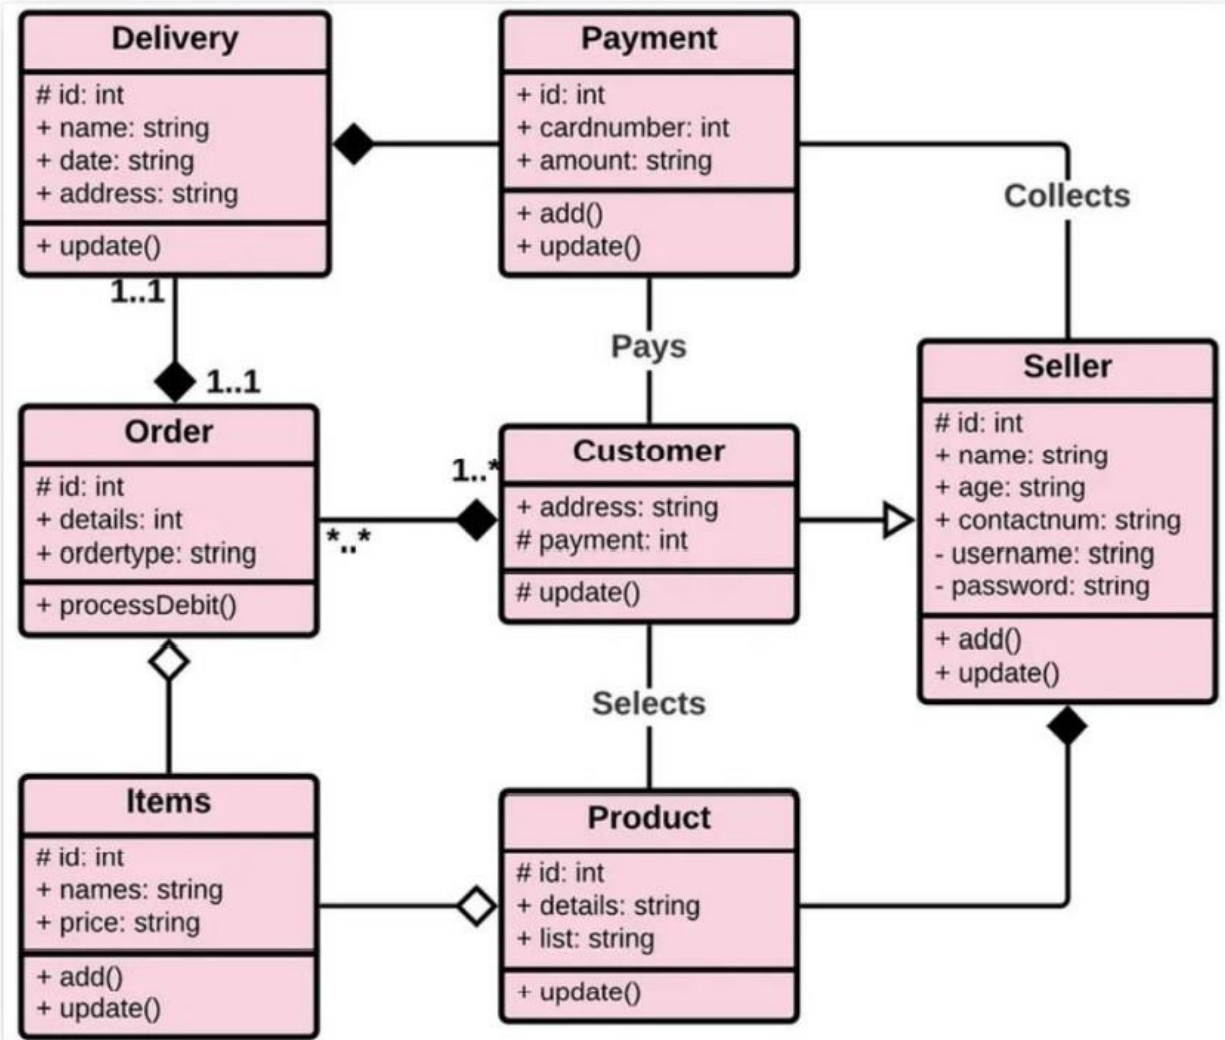 Delivery
# id: int
+ name: string
+ date: string
+ address: string
+ update()
Payment
+ id: int
+ cardnumber: int
+ amount: string
+ add()
+ update()
Collects
1..1
1..1
Pays
Seller
# id: int
+ name: string
+ age: string
+ contactnum: string
- username: string
- password: string
+ add()
+ update()
Order
# id: int
+ details: int
+ ordertype: string
+ processDebit()
1..*
*..*
Customer
+ address: string
# payment: int
# update()
Selects
Items
# id: int
+ names: string
+ price: string
+ add()
+ update()
Product
# id: int
+ details: string
+ list: string
+ update()